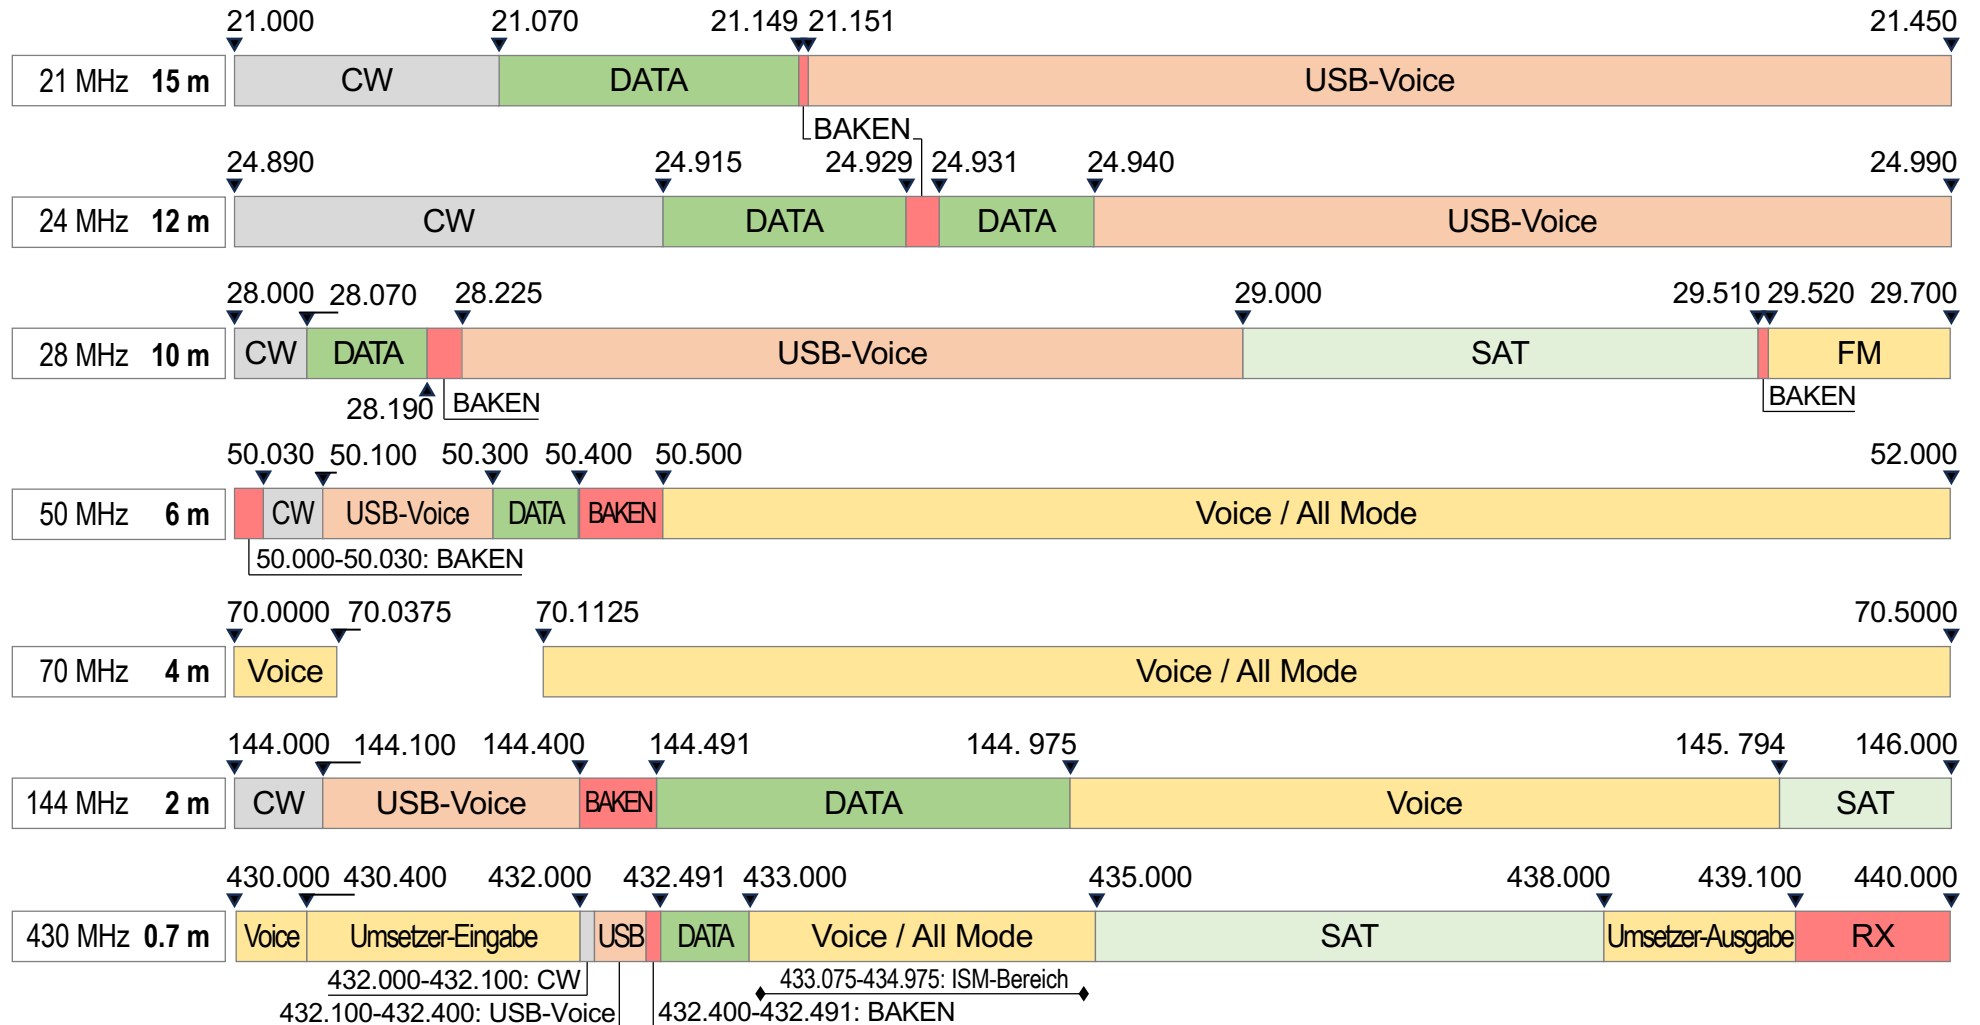 21.000 21.070 21.149 21.151 21.450
21 MHz 15 m CW DATA USB-Voice
BAKEN
24.890 24.915 24.929 24.931 24.940 24.990
24 MHz 12 m CW DATA DATA USB-Voice
28.000 28.070 28.225 29.000 29.510 29.520 29.700
28 MHz 10 m CW DATA USB-Voice SAT FM
28.190 BAKEN BAKEN
50.030 50.100 50.300 50.400 50.500 52.000
50 MHz 6 m CW USB-Voice DATA BAKEN Voice / All Mode
50.000-50.030: BAKEN
70.0000 70.0375 70.1125 70.5000
70 MHz 4 m Voice Voice / All Mode
144.000 144.100 144.400 144.491 144. 975 145. 794 146.000
144 MHz 2 m CW USB-Voice BAKEN DATA Voice SAT
430.000 430.400 432.000 432.491 433.000 435.000 438.000 439.100 440.000
430 MHz 0.7 m Voice Umsetzer-Eingabe USB DATA Voice / All Mode SAT Umsetzer-Ausgabe RX
432.000-432.100: CW 433.075-434.975: ISM-Bereich
432.100-432.400: USB-Voice 432.400-432.491: BAKEN